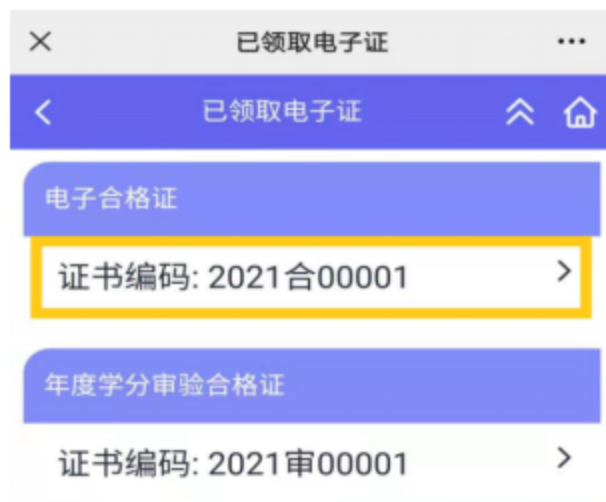 已领取电子证
已领取电子证
电子合格证
证书编码: 2021合00001
年度学分审验合格证
证书编码: 2021审00001